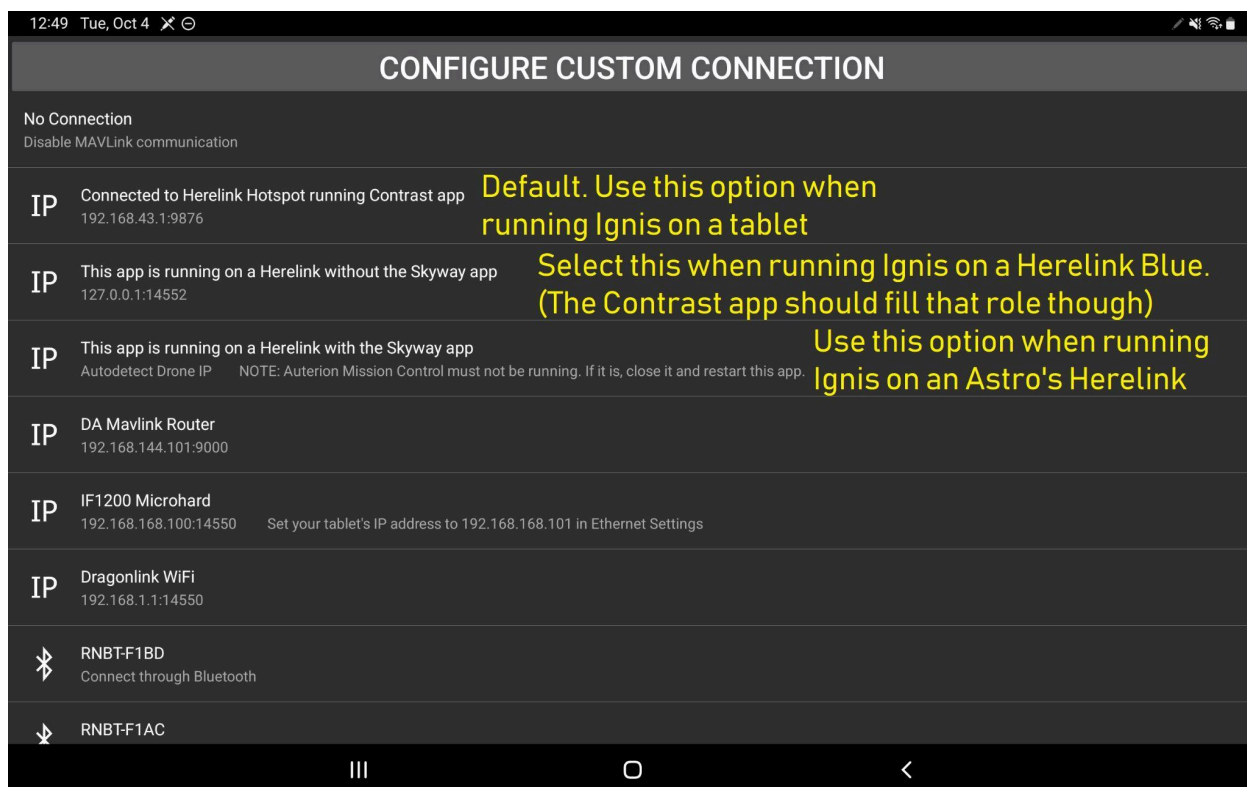 12:49 Tue, Oct 4
CONFIGURE CUSTOM CONNECTION
No Connection
Disable MAVLink communication
IP
Connected to Herelink Hotspot running Contrast app
192.168.43.1:9876
Default. Use this option when
running Ignis on a tablet
IP
This app is running on a Herelink without the Skyway app
127.0.0.1:14552
Select this when running Ignis on a Herelink Blue.
(The Contrast app should fill that role though)
IP
This app is running on a Herelink with the Skyway app
Autodetect Drone IP NOTE: Auterion Mission Control must not be running. If it is, close it and restart this app.
Use this option when running
Ignis on an Astro's Herelink
IP
DA Mavlink Router
192.168.144.101:9000
IP
IF1200 Microhard
192.168.168.100:14550 Set your tablet's IP address to 192.168.168.101 in Ethernet Settings
IP
Dragonlink WiFi
192.168.1.1:14550
RNBT-F1BD
Connect through Bluetooth
RNBT-F1AC